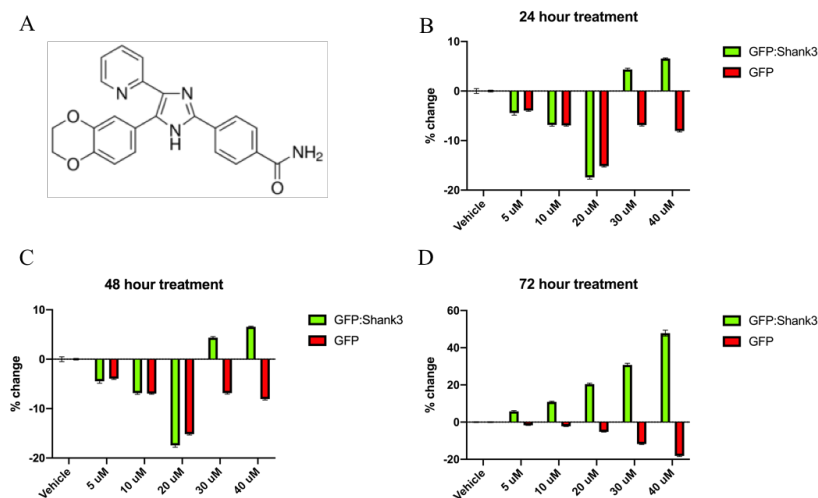 A
N
N
O
O
N
H
NH₂
O
B
24 hour treatment
10
0
-10
-20
% change
Vehicle
5 uM
10 uM
20 uM
30 uM
40 uM
GFP:Shank3
GFP
C
48 hour treatment
10
0
-10
-20
% change
Vehicle
5 uM
10 uM
20 uM
30 uM
40 uM
GFP:Shank3
GFP
D
72 hour treatment
60
40
20
0
-20
% change
Vehicle
5 uM
10 uM
20 uM
30 uM
40 uM
GFP:Shank3
GFP